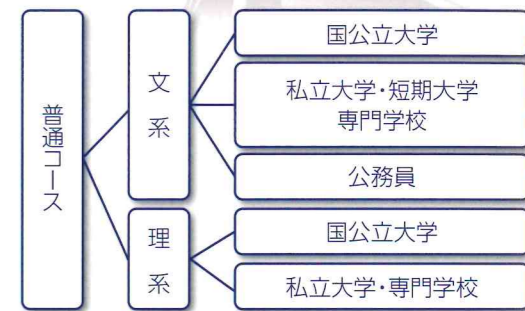 普通コース
文系
国公立大学
私立大学・短期大学
専門学校
公務員
理系
国公立大学
私立大学・専門学校